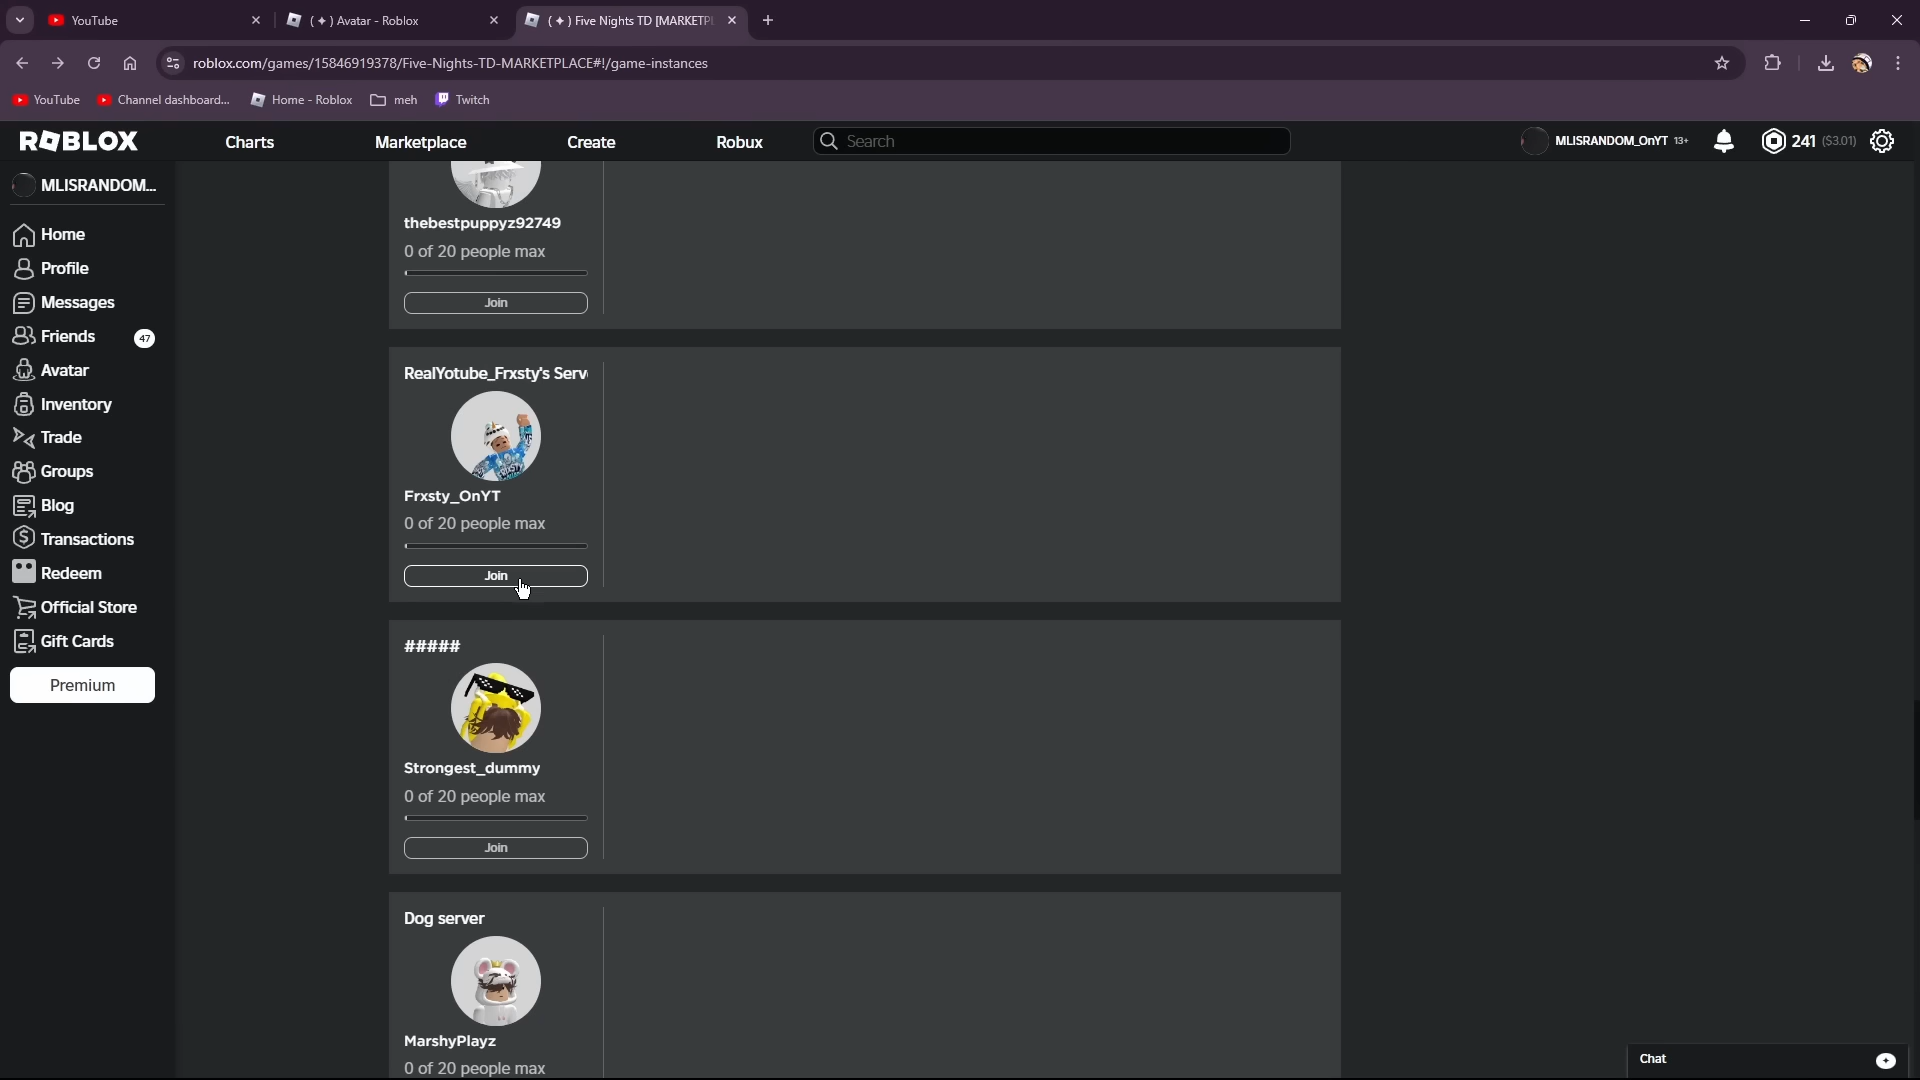 YouTube
( + ) Avatar - Roblox
( + ) Five Nights TD [MARKETPL
roblox.com/games/15846919378/Five-Nights-TD-MARKETPLACE#!/game-instances
YouTube
Channel dashboard...
Home - Roblox
meh
Twitch
ROBLOX
Charts
Marketplace
Create
Robux
Search
MLISRANDOM_OnYT 13+
241 ($3.01)
MLISRANDOM...
Home
Profile
Messages
Friends
47
Avatar
Inventory
Trade
Groups
Blog
Transactions
Redeem
Official Store
Gift Cards
Premium
thebestpuppyz92749
0 of 20 people max
Join
RealYotube_Frxsty's Serv
Frxsty_OnYT
0 of 20 people max
Join
#####
Strongest_dummy
0 of 20 people max
Join
Dog server
MarshyPlayz
0 of 20 people max
Chat